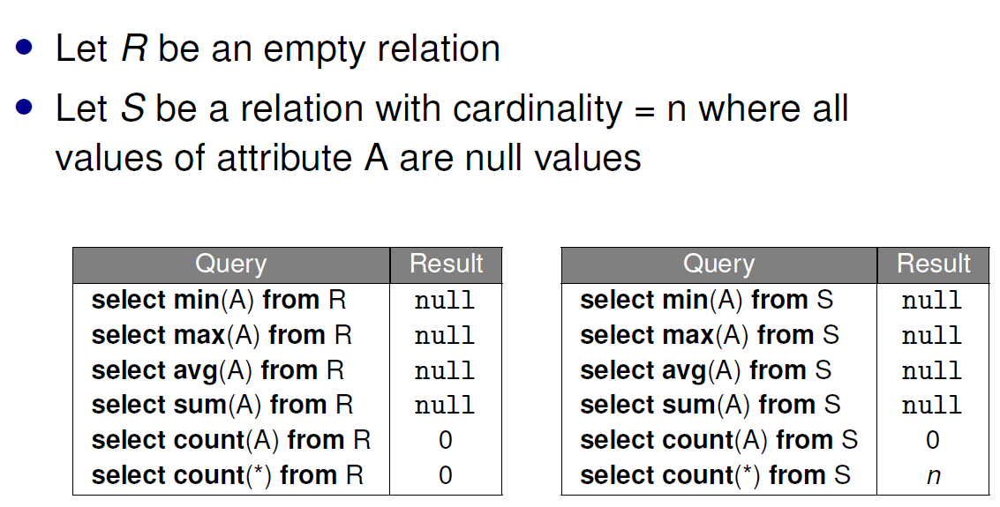 • Let R be an empty relation
• Let S be a relation with cardinality = n where all
values of attribute A are null values
Query Result
select min(A) from R null
select max(A) from R null
select avg(A) from R null
select sum(A) from R null
select count(A) from R 0
select count(*) from R 0
Query Result
select min(A) from S null
select max(A) from S null
select avg(A) from S null
select sum(A) from S null
select count(A) from S 0
select count(*) from S n